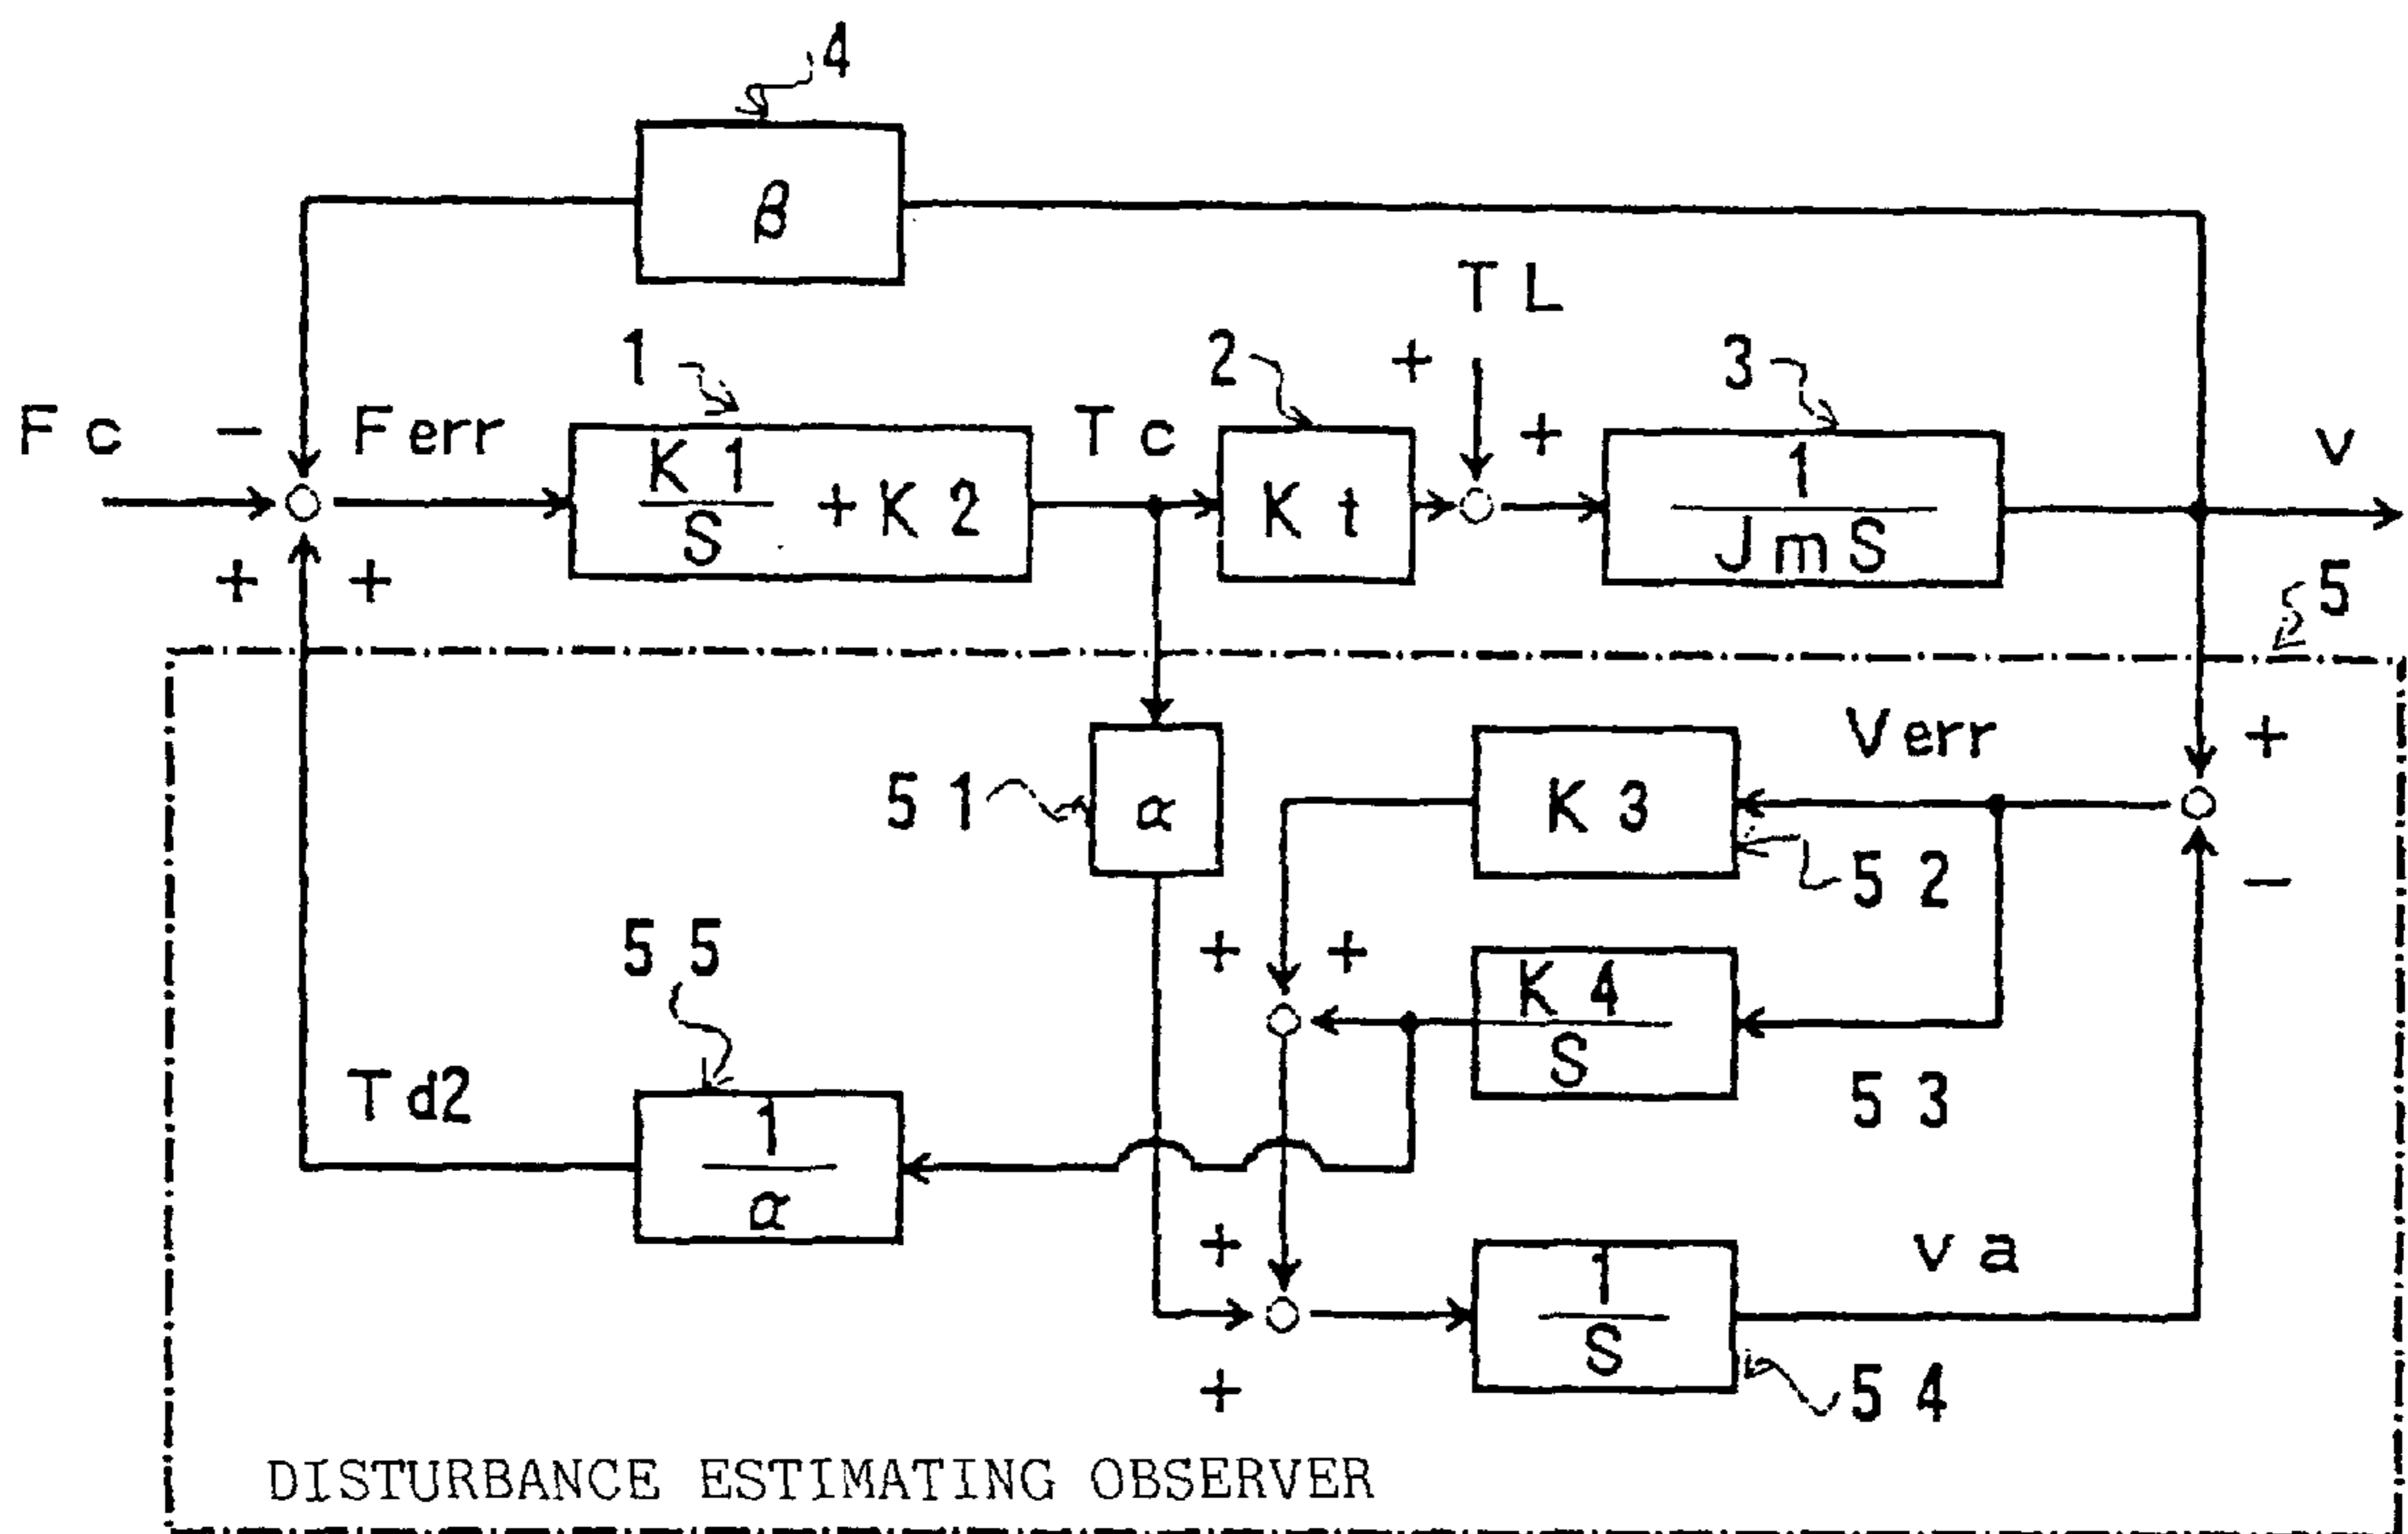 4
β
TL
1
2
+
3
Fc
−
Ferr
K1
S
+K2
Tc
Kt
+
1
JmS
v
+
+
5
51
α
K3
Verr
+
52
−
55
+
+
K4
S
53
Td2
1
α
+
+
1
S
va
54
DISTURBANCE ESTIMATING OBSERVER